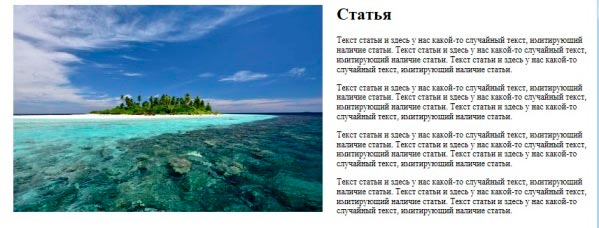 Статья
Текст статьи и здесь у нас какой-то случайный текст, имитирующий
наличие статьи. Текст статьи и здесь у нас какой-то случайный текст,
имитирующий наличие статьи. Текст статьи и здесь у нас какой-то
случайный текст, имитирующий наличие статьи.
Текст статьи и здесь у нас какой-то случайный текст, имитирующий
наличие статьи. Текст статьи и здесь у нас какой-то случайный текст,
имитирующий наличие статьи. Текст статьи и здесь у нас какой-то
случайный текст, имитирующий наличие статьи.
Текст статьи и здесь у нас какой-то случайный текст, имитирующий
наличие статьи. Текст статьи и здесь у нас какой-то случайный текст,
имитирующий наличие статьи. Текст статьи и здесь у нас какой-то
случайный текст, имитирующий наличие статьи.
Текст статьи и здесь у нас какой-то случайный текст, имитирующий
наличие статьи. Текст статьи и здесь у нас какой-то случайный текст,
имитирующий наличие статьи. Текст статьи и здесь у нас какой-то
случайный текст, имитирующий наличие статьи.